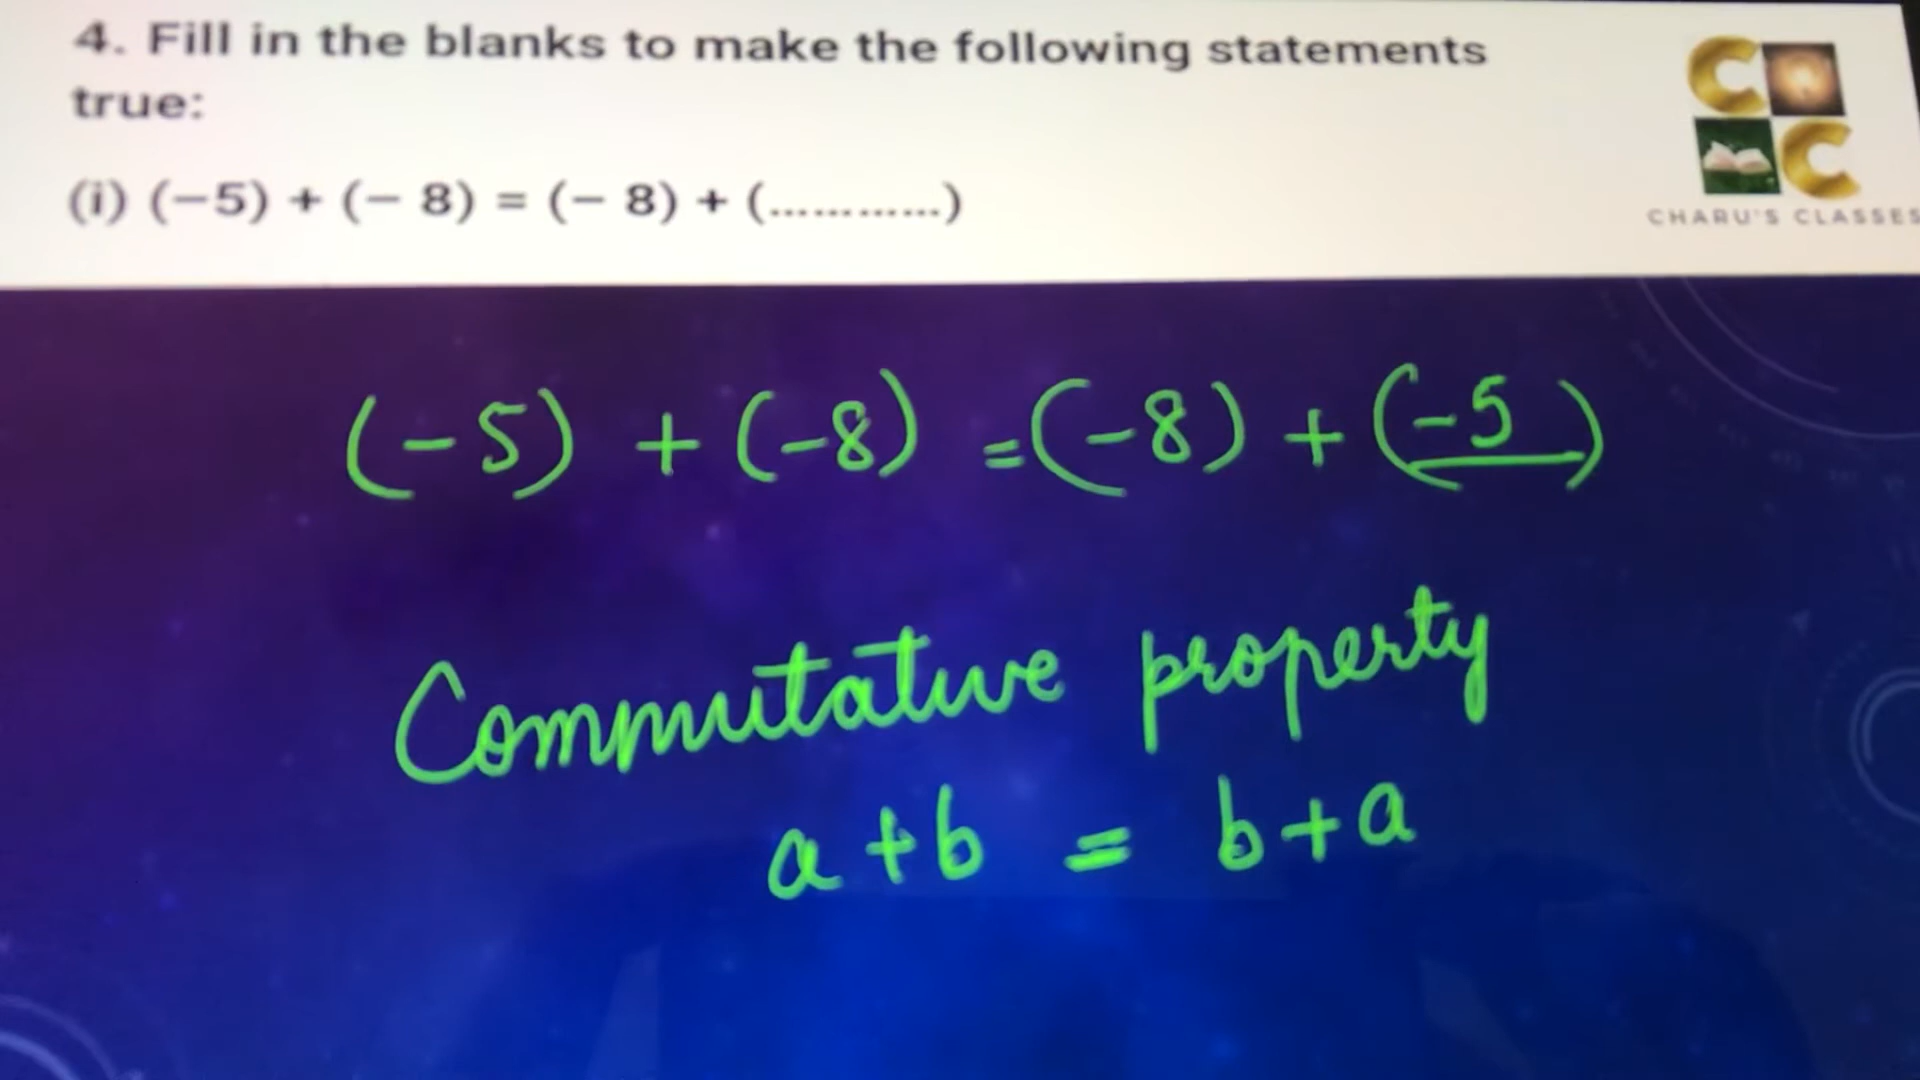 4. Fill in the blanks to make the following statements
true:
(i) (−5) + (− 8) = (− 8) + (............)
C C
CHARU'S CLASSES
(-5) + (-8) = (-8) + (-5)
Commutative property
a + b = b + a